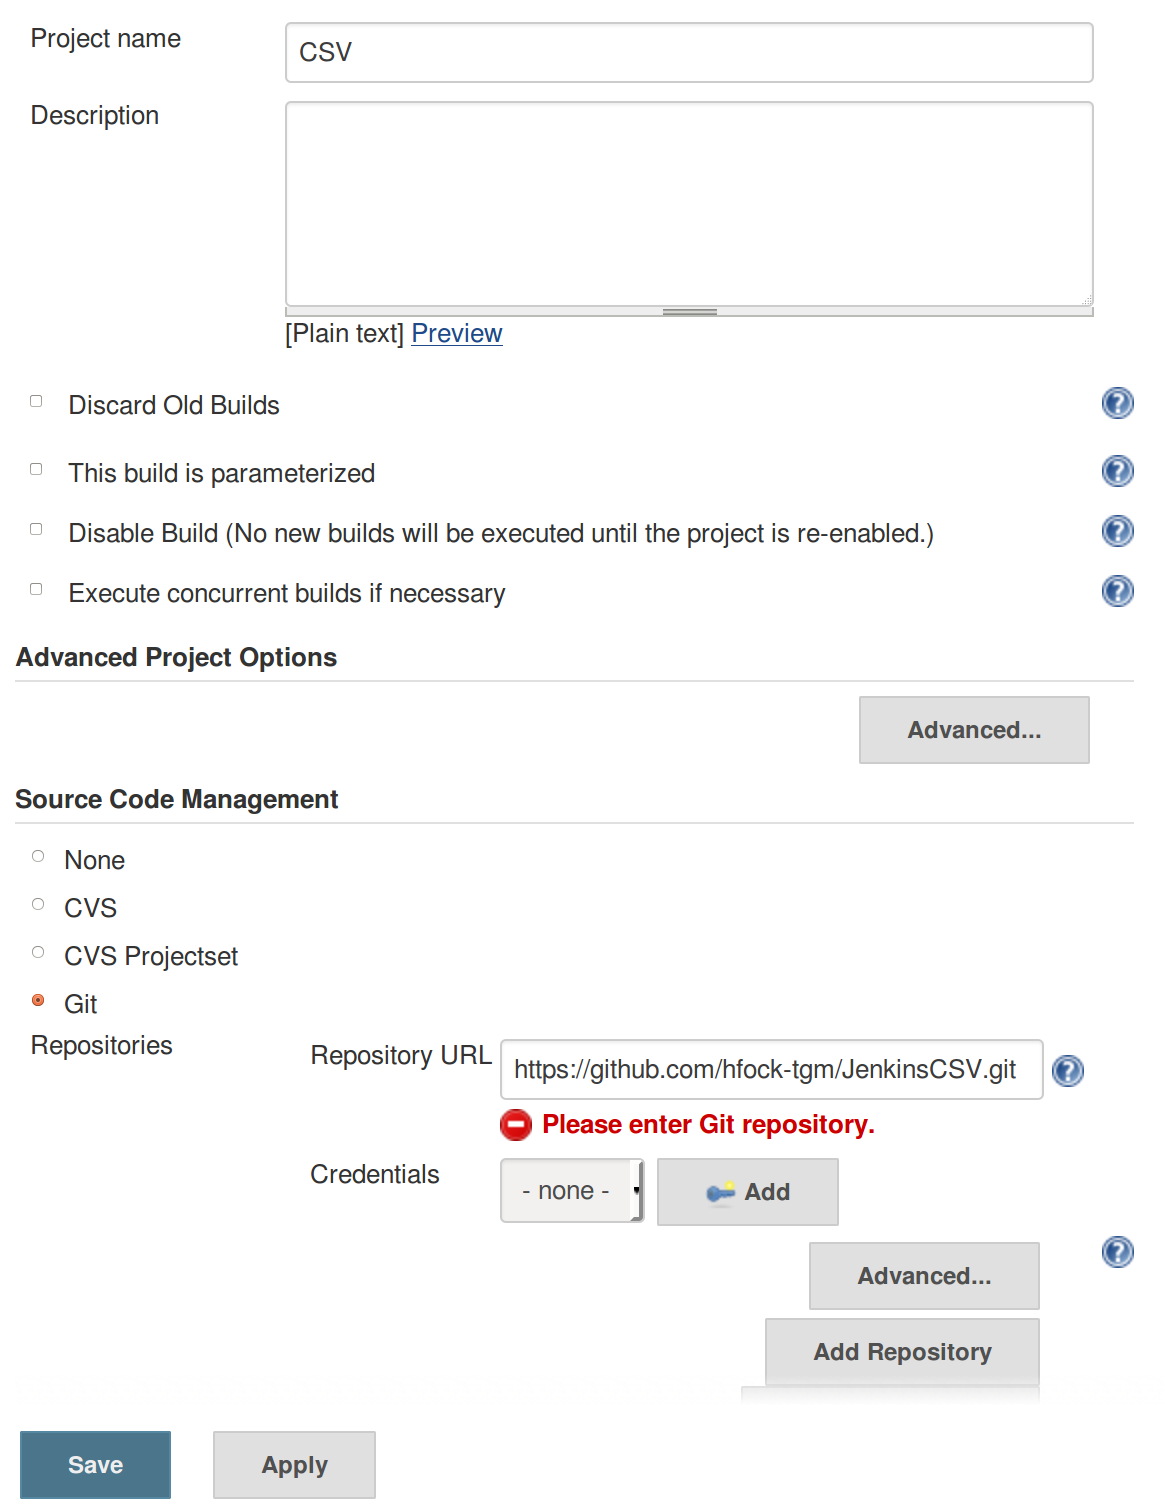 Project name
CSV
Description
[Plain text] Preview
Discard Old Builds
This build is parameterized
Disable Build (No new builds will be executed until the project is re-enabled.)
Execute concurrent builds if necessary
Advanced Project Options
Advanced...
Source Code Management
None
CVS
CVS Projectset
Git
Repositories
Repository URL
https://github.com/hfock-tgm/JenkinsCSV.git
Please enter Git repository.
Credentials
- none -
Add
Advanced...
Add Repository
Save
Apply